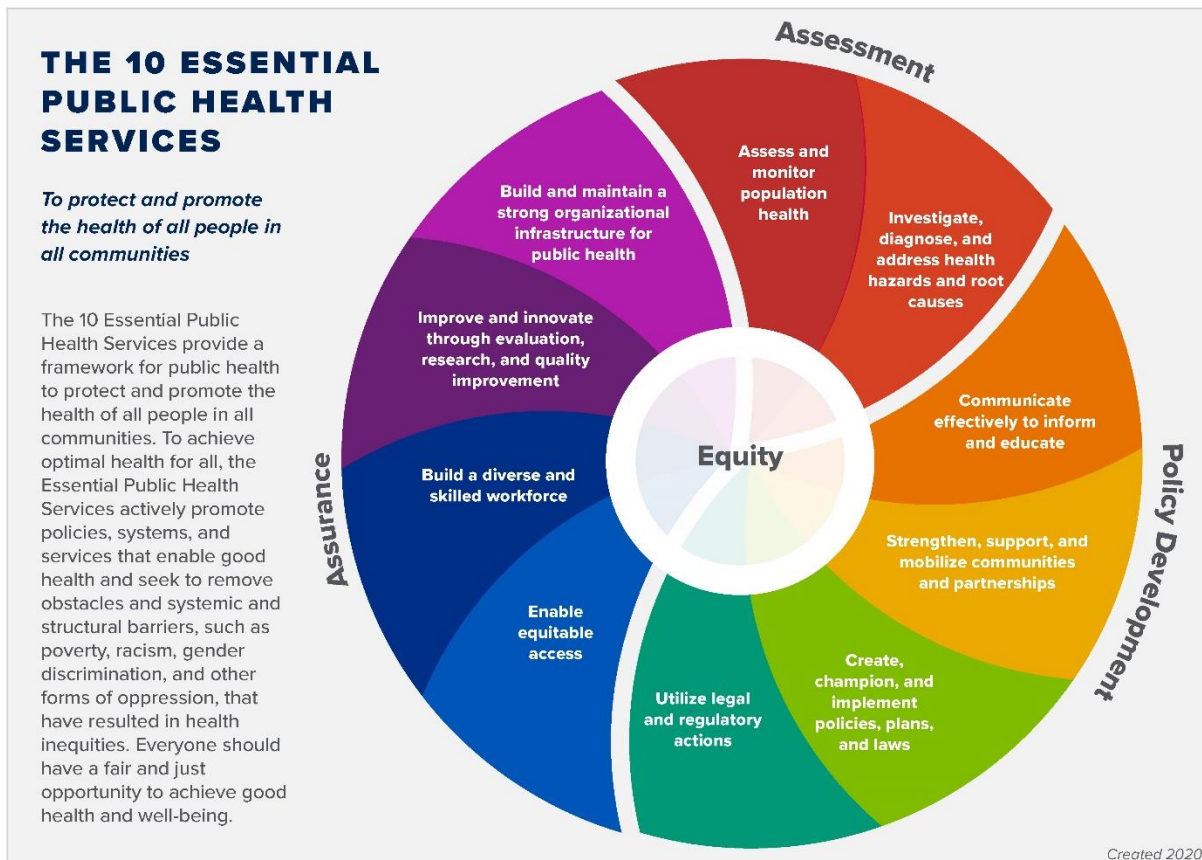 THE 10 ESSENTIAL
PUBLIC HEALTH
SERVICES
To protect and promote
the health of all people in
all communities
The 10 Essential Public
Health Services provide a
framework for public health
to protect and promote the
health of all people in all
communities. To achieve
optimal health for all, the
Essential Public Health
Services actively promote
policies, systems, and
services that enable good
health and seek to remove
obstacles and systemic and
structural barriers, such as
poverty, racism, gender
discrimination, and other
forms of oppression, that
have resulted in health
inequities. Everyone should
have a fair and just
opportunity to achieve good
health and well-being.
Assessment
Assess and
monitor
population
health
Investigate,
diagnose, and
address health
hazards and root
causes
Policy Development
Communicate
effectively to inform
and educate
Strengthen, support, and
mobilize communities
and partnerships
Create,
champion, and
implement
policies, plans,
and laws
Utilize legal
and regulatory
actions
Assurance
Enable
equitable
access
Build a diverse and
skilled workforce
Improve and innovate
through evaluation,
research, and quality
improvement
Build and maintain a
strong organizational
infrastructure for
public health
Equity
Created 2020